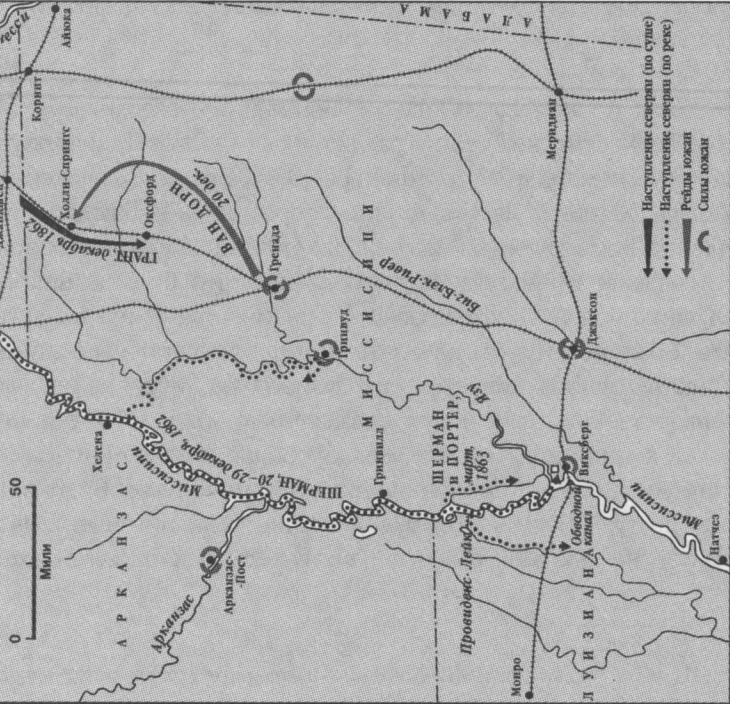 0
50
Мили
АРКАНЗАС
Арканзас
Арканзас
-Пост
Хелена
Миссисипи
ШЕРМАН, 20–29 декабря, 1862
Гринвилл
Провиденс-Лейк
ШЕРМАН
и ПОРТЕР,
март,
1863
Обводной
канал
Монро
ЛУИЗИАНА
Виксберг
Миссисипи
Натчез
Язу
Гринвуд
МИССИСИПИ
Гренада
Биг-Блэк-Ривер
ВАН ДОРН
20 дек.
ГРАНТ, декабрь 1862
Холли-Спрингс
Оксфорд
Коринт
Айюка
АЛАБАМА
Меридиан
Джаксон
Наступление северян (по суше)
Наступление северян (по реке)
Рейды южан
Силы южан